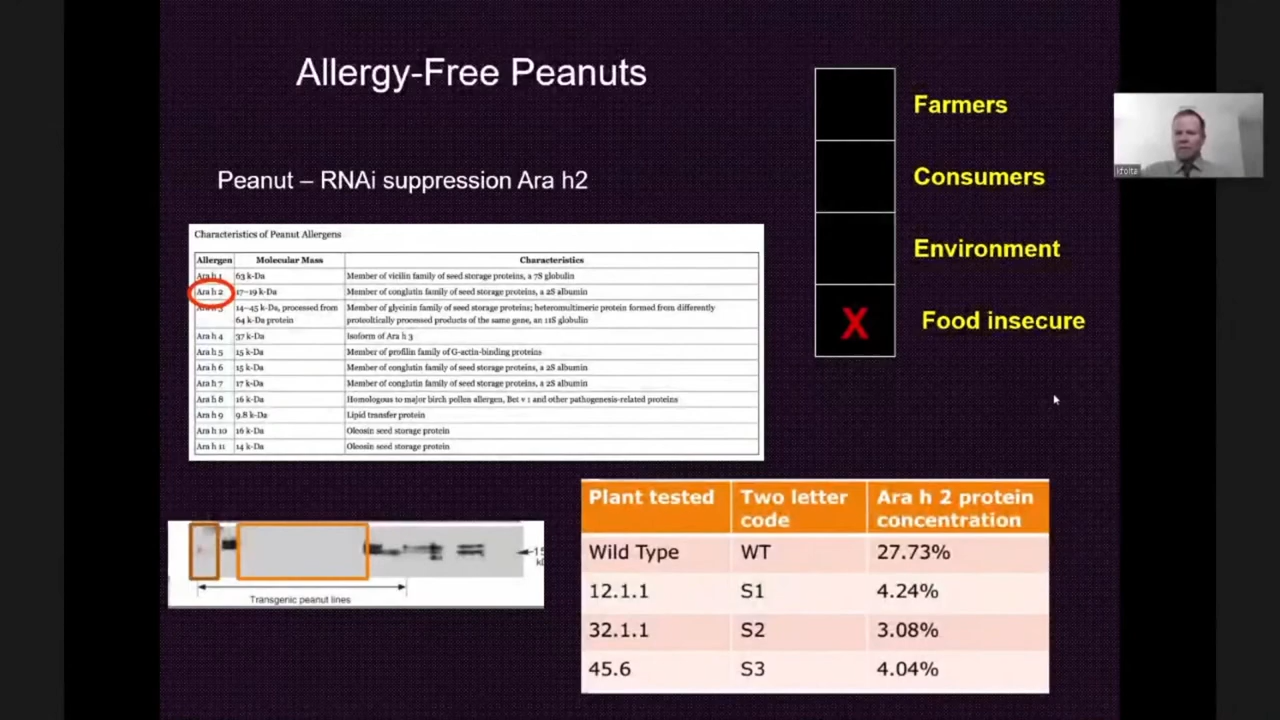 Allergy-Free Peanuts
Peanut – RNAi suppression Ara h2
Farmers
Consumers
Environment
X Food insecure
kfolta
Characteristics of Peanut Allergens
Allergen Molecular Mass Characteristics
Ara h 1 63 k-Da Member of vicilin family of seed storage proteins, a 7S globulin
Ara h 2 17–19 k-Da Member of conglutin family of seed storage proteins, a 2S albumin
14–45 k-Da, processed from Member of glycinin family of seed storage proteins; heteromultimeric protein formed from differently
64 k-Da protein proteoltically processed products of the same gene, an 11S globulin
Ara h 4 37 k-Da Isoform of Ara h 3
Ara h 5 15 k-Da Member of profilin family of G-actin-binding proteins
Ara h 6 15 k-Da Member of conglutin family of seed storage proteins, a 2S albumin
Ara h 7 17 k-Da Member of conglutin family of seed storage proteins, a 2S albumin
Ara h 8 16 k-Da Homologous to major birch pollen allergen, Bet v 1 and other pathogenesis-related proteins
Ara h 9 9.8 k-Da Lipid transfer protein
Ara h 10 16 k-Da Oleosin seed storage protein
Ara h 11 14 k-Da Oleosin seed storage protein
15
Transgenic peanut lines
Plant tested Two letter code Ara h 2 protein concentration
Wild Type WT 27.73%
12.1.1 S1 4.24%
32.1.1 S2 3.08%
45.6 S3 4.04%